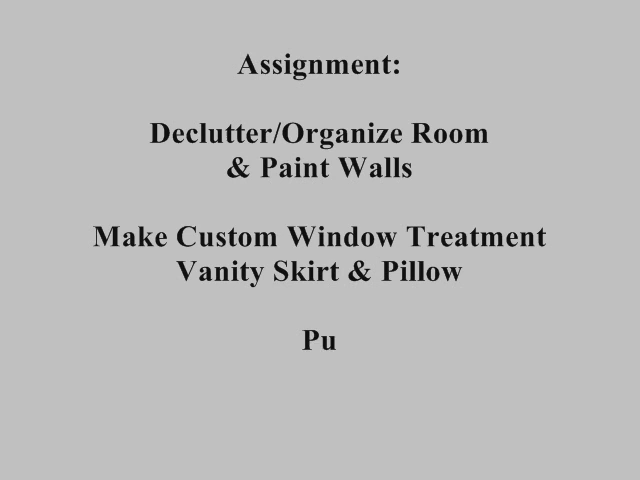 Assignment:
Declutter/Organize Room
& Paint Walls
Make Custom Window Treatment
Vanity Skirt & Pillow
Pu